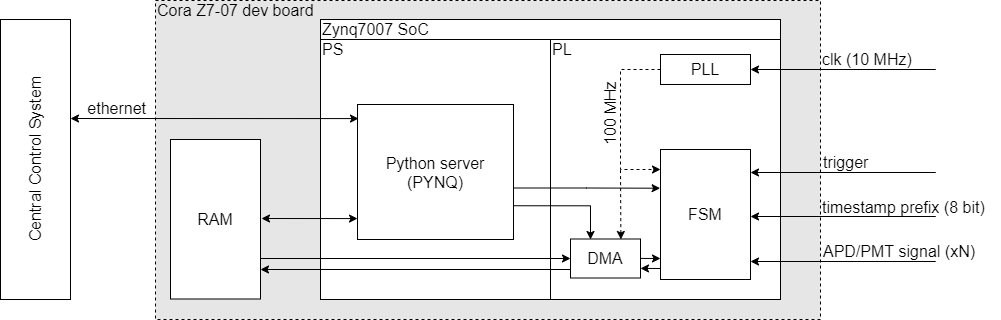 Cora Z7-07 dev board
Zynq7007 SoC
PS
PL
PLL
clk (10 MHz)
100 MHz
ethernet
Central Control System
Python server
(PYNQ)
RAM
FSM
DMA
trigger
timestamp prefix (8 bit)
APD/PMT signal (xN)